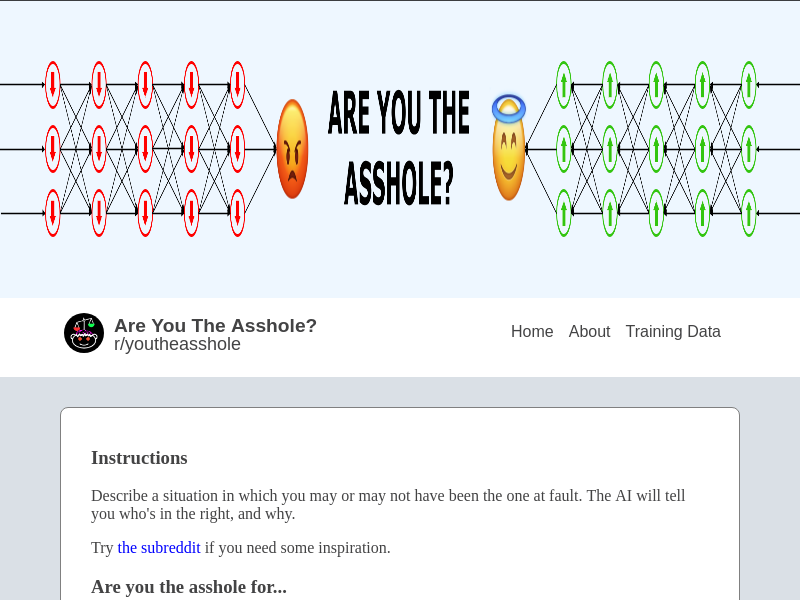 ARE YOU THE
ASSHOLE?
Are You The Asshole?
r/youtheasshole
Home About Training Data
Instructions
Describe a situation in which you may or may not have been the one at fault. The AI will tell
you who's in the right, and why.
Try the subreddit if you need some inspiration.
Are you the asshole for...